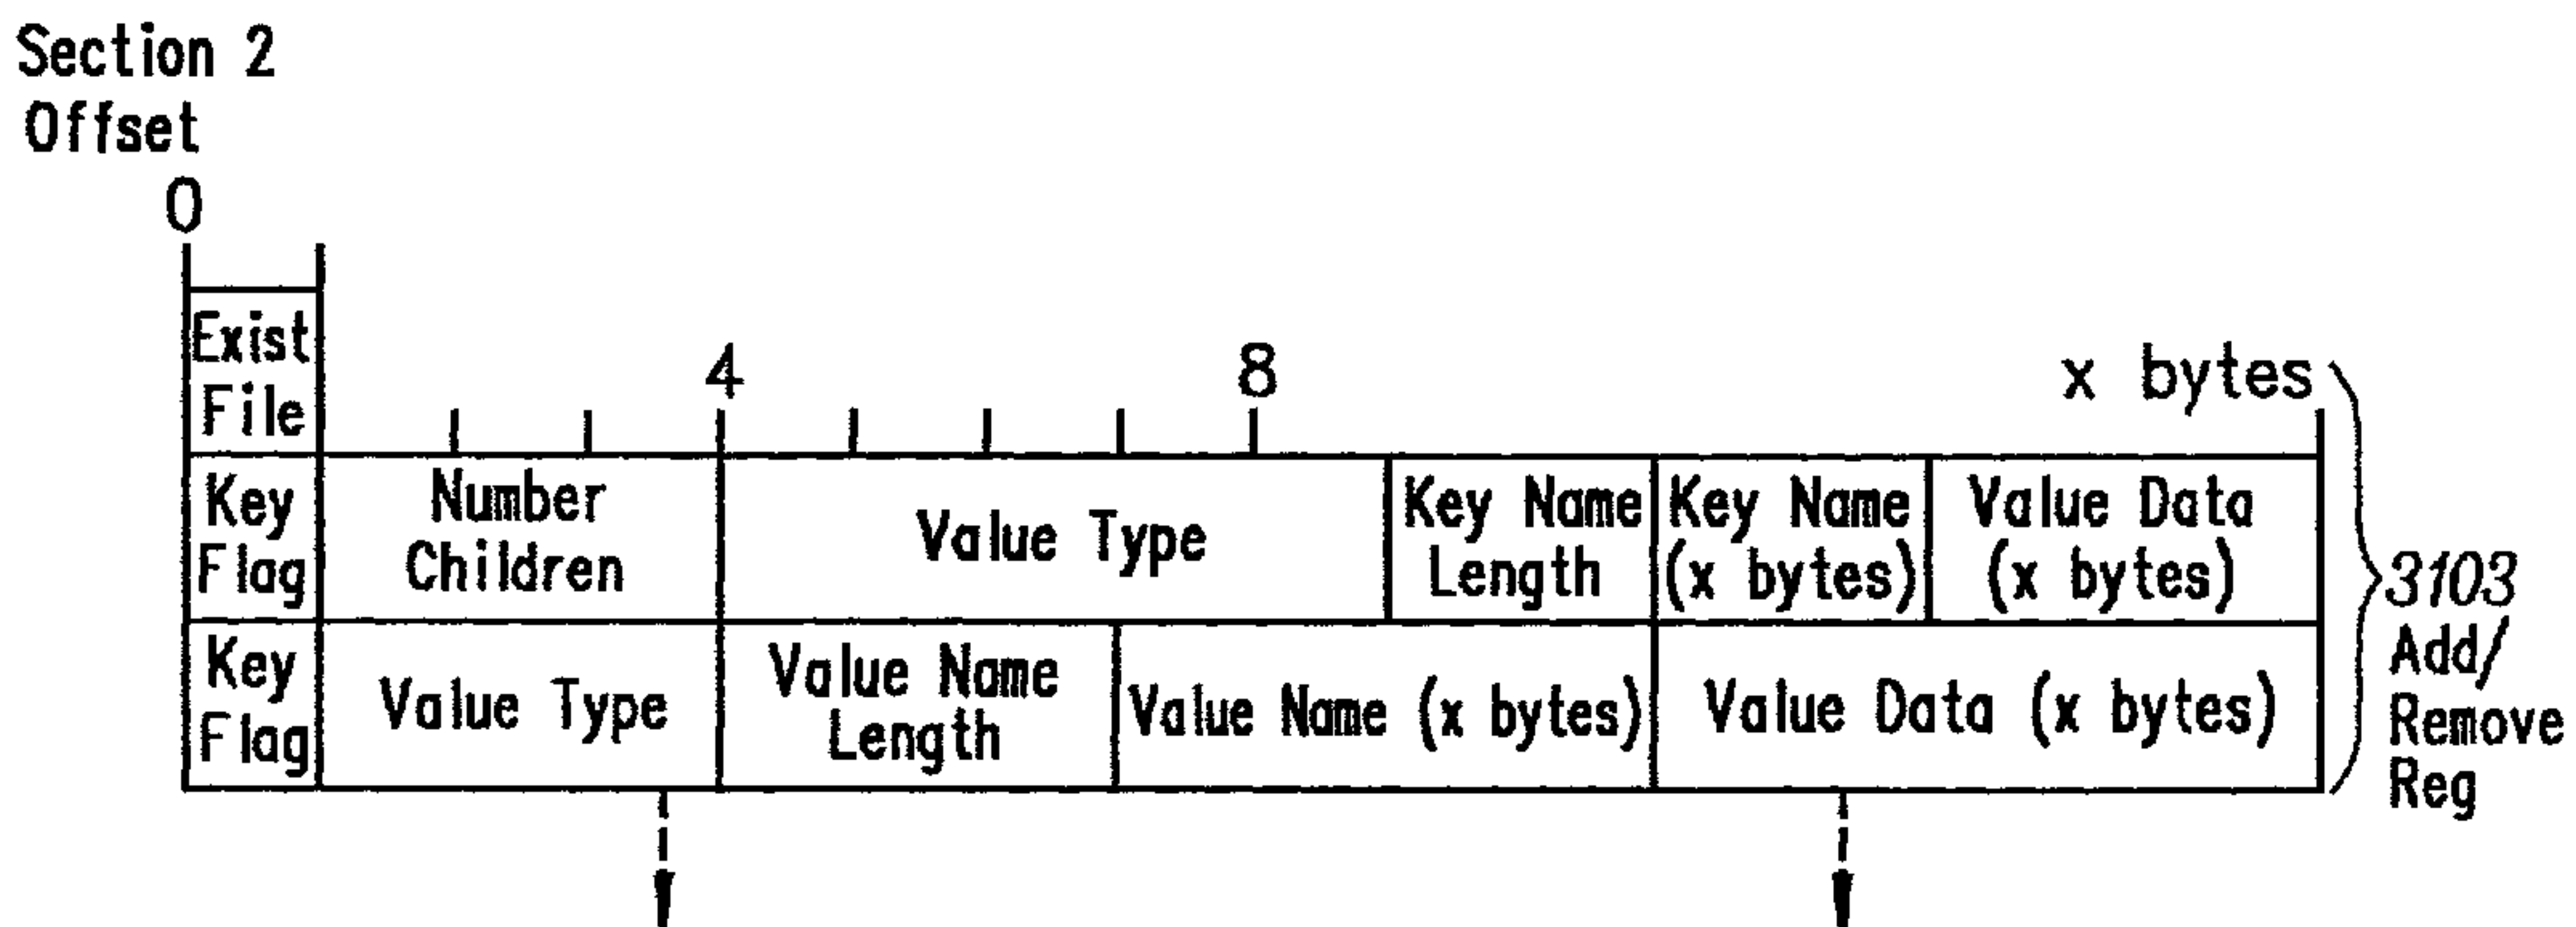 Section 2
Offset
0
Exist
File
4
8
x bytes
Key
Flag
Number
Children
Value Type
Key Name
Length
Key Name
(x bytes)
Value Data
(x bytes)
Key
Flag
Value Type
Value Name
Length
Value Name (x bytes)
Value Data (x bytes)
3103
Add/
Remove
Reg